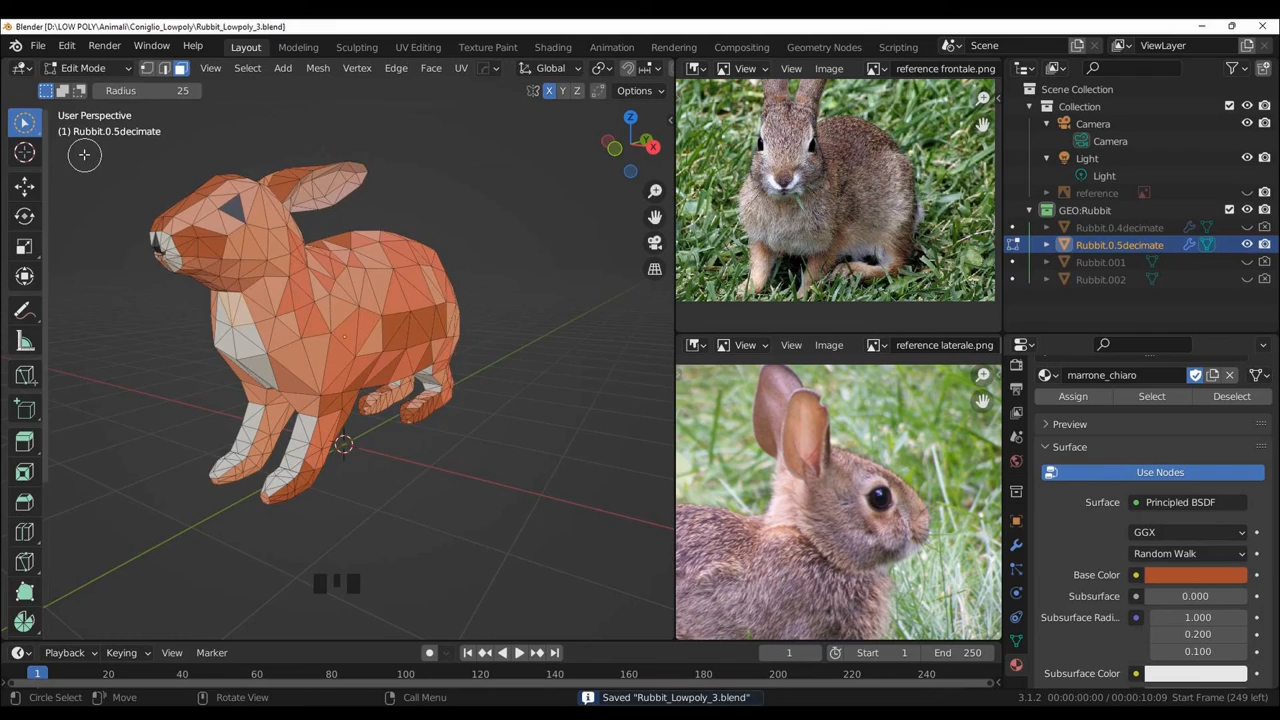 Blender [D:\LOW POLY\Animali\Coniglio_Lowpoly\Rubbit_Lowpoly_3.blend]
File Edit Render Window Help Layout Modeling Sculpting UV Editing Texture Paint Shading Animation Rendering Compositing Geometry Nodes Scripting Scene ViewLayer
Edit Mode View Select Add Mesh Vertex Edge Face UV Global
Radius 25 X Y Z Options
User Perspective
(1) Rubbit.0.5decimate
Z
Y
X
View View Image reference frontale.png
View View Image reference laterale.png
Scene Collection
Collection
Camera
Camera
Light
Light
reference
GEO:Rubbit
Rubbit.0.4decimate
Rubbit.0.5decimate
Rubbit.001
Rubbit.002
marrone_chiaro
Assign Select Deselect
Preview
Surface
Use Nodes
Surface Principled BSDF
GGX
Random Walk
Base Color
Subsurface 0.000
Subsurface Radi... 1.000
0.200
0.100
Subsurface Color
Playback Keying View Marker 1 Start 1 End 250
1 20 40 60 80 100 120 140 160 180 200 220 240
Circle Select Move Rotate View Call Menu Saved "Rubbit_Lowpoly_3.blend" 3.1.2 00:00:00:00 / 00:00:10:09 Start Frame (249 left)